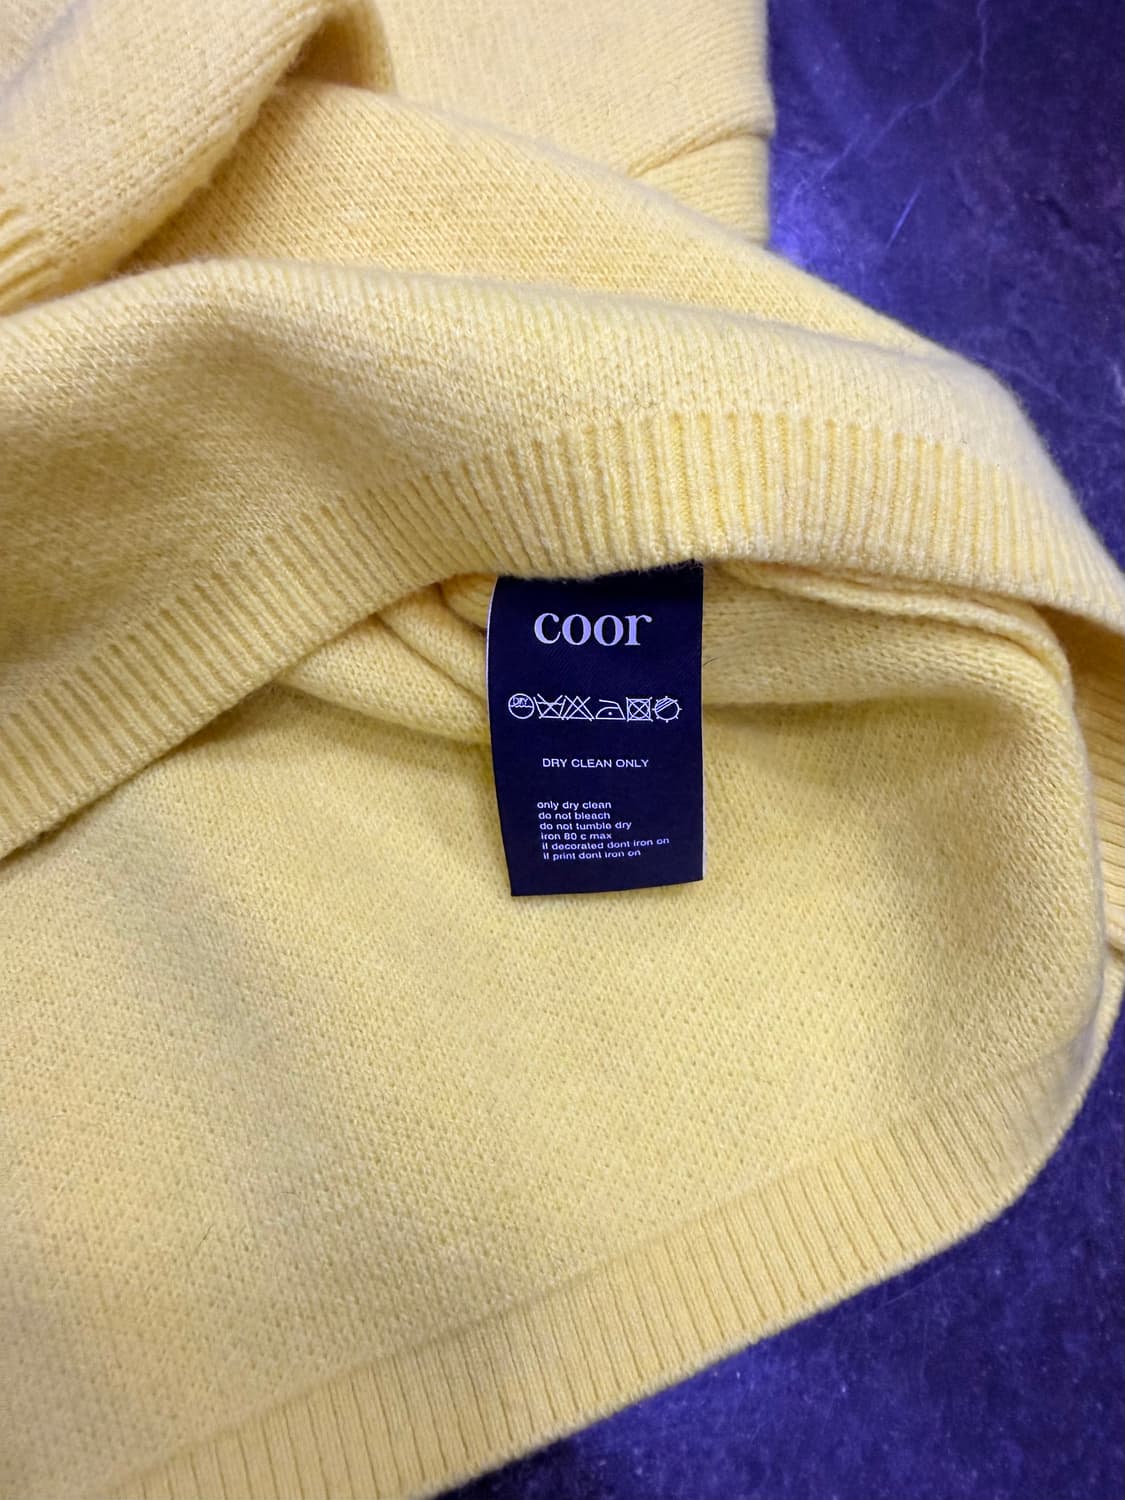 coor
DRY
DRY CLEAN ONLY
only dry clean
do not bleach
do not tumble dry
iron 80 c max
if decorated dont iron on
if print dont iron on